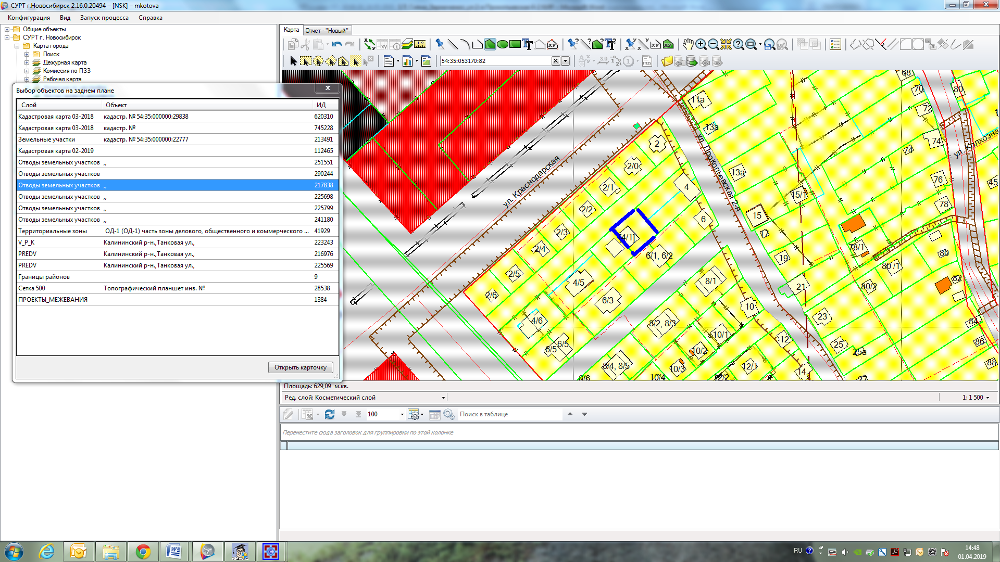 СУРТ г.Новосибирск 2.16.0.20494 – [NSK] – mkotova
Конфигурация Вид Запуск процесса Справка
Общие объекты
СУРТ г. Новосибирск
Карта города
Поиск
Дежурная карта
Комиссия по ПЗЗ
Рабочая карта
Выбор объектов на заднем плане
Слой Объект ИД
Кадастровая карта 03-2018 кадастр. № 54:35:000000:29838 620310
Кадастровая карта 03-2018 кадастр. № 745228
Земельные участки кадастр. № 54:35:000000:22777 213491
Кадастровая карта 02-2019 112465
Отводы земельных участков ,, 251551
Отводы земельных участков 290244
Отводы земельных участков ,, 217838
Отводы земельных участков ,, 225698
Отводы земельных участков ,, 225799
Отводы земельных участков ,, 241180
Территориальные зоны ОД-1 (ОД-1) часть зоны делового, общественного и коммерческого ... 41929
V_P_K Калининский р-н.,Танковая ул., 223243
PREDV Калининский р-н.,Танковая ул., 216976
PREDV Калининский р-н.,Танковая ул., 225569
Границы районов 9
Сетка 500 Топографический планшет инв. № 28538
ПРОЕКТЫ_МЕЖЕВАНИЯ 1384
Открыть карточку
Карта Отчет - "Новый"
54:35:053170:82
68
70
80
11а
72
13а
74
74
ул. Колхозная
2
2/0
13а
76
45
2/1
4
15/1
78
2/2
15
6
2/3
[4/1]
17
78/1
2/4
6/1, 6/2
19
80
80 /1
2/5
4/5
8/1
21
80/2
82
2/6
6/3
10
23
84
4/6
8/2, 8/3
10/1
12
25
86
6/5
6/5
10/2
25а
88
8/4, 8/5
10/3
12/1
14
8/6
10/4
12/2
27
ул. Краснодарская
ул. Прокопьевская 2-я
Площадь: 629,09 м.кв.
Ред. слой: Косметический слой
1: 1 500
100
Поиск в таблице
Переместите сюда заголовок для группировки по этой колонке
RU
14:48
01.04.2019